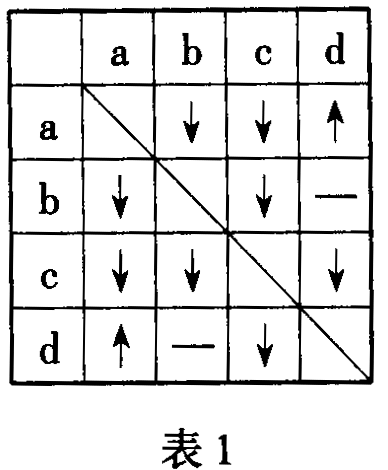 a b c d
a ↓ ↓ ↑
b ↓ ↓ —
c ↓ ↓ ↓
d ↑ — ↓
表 1